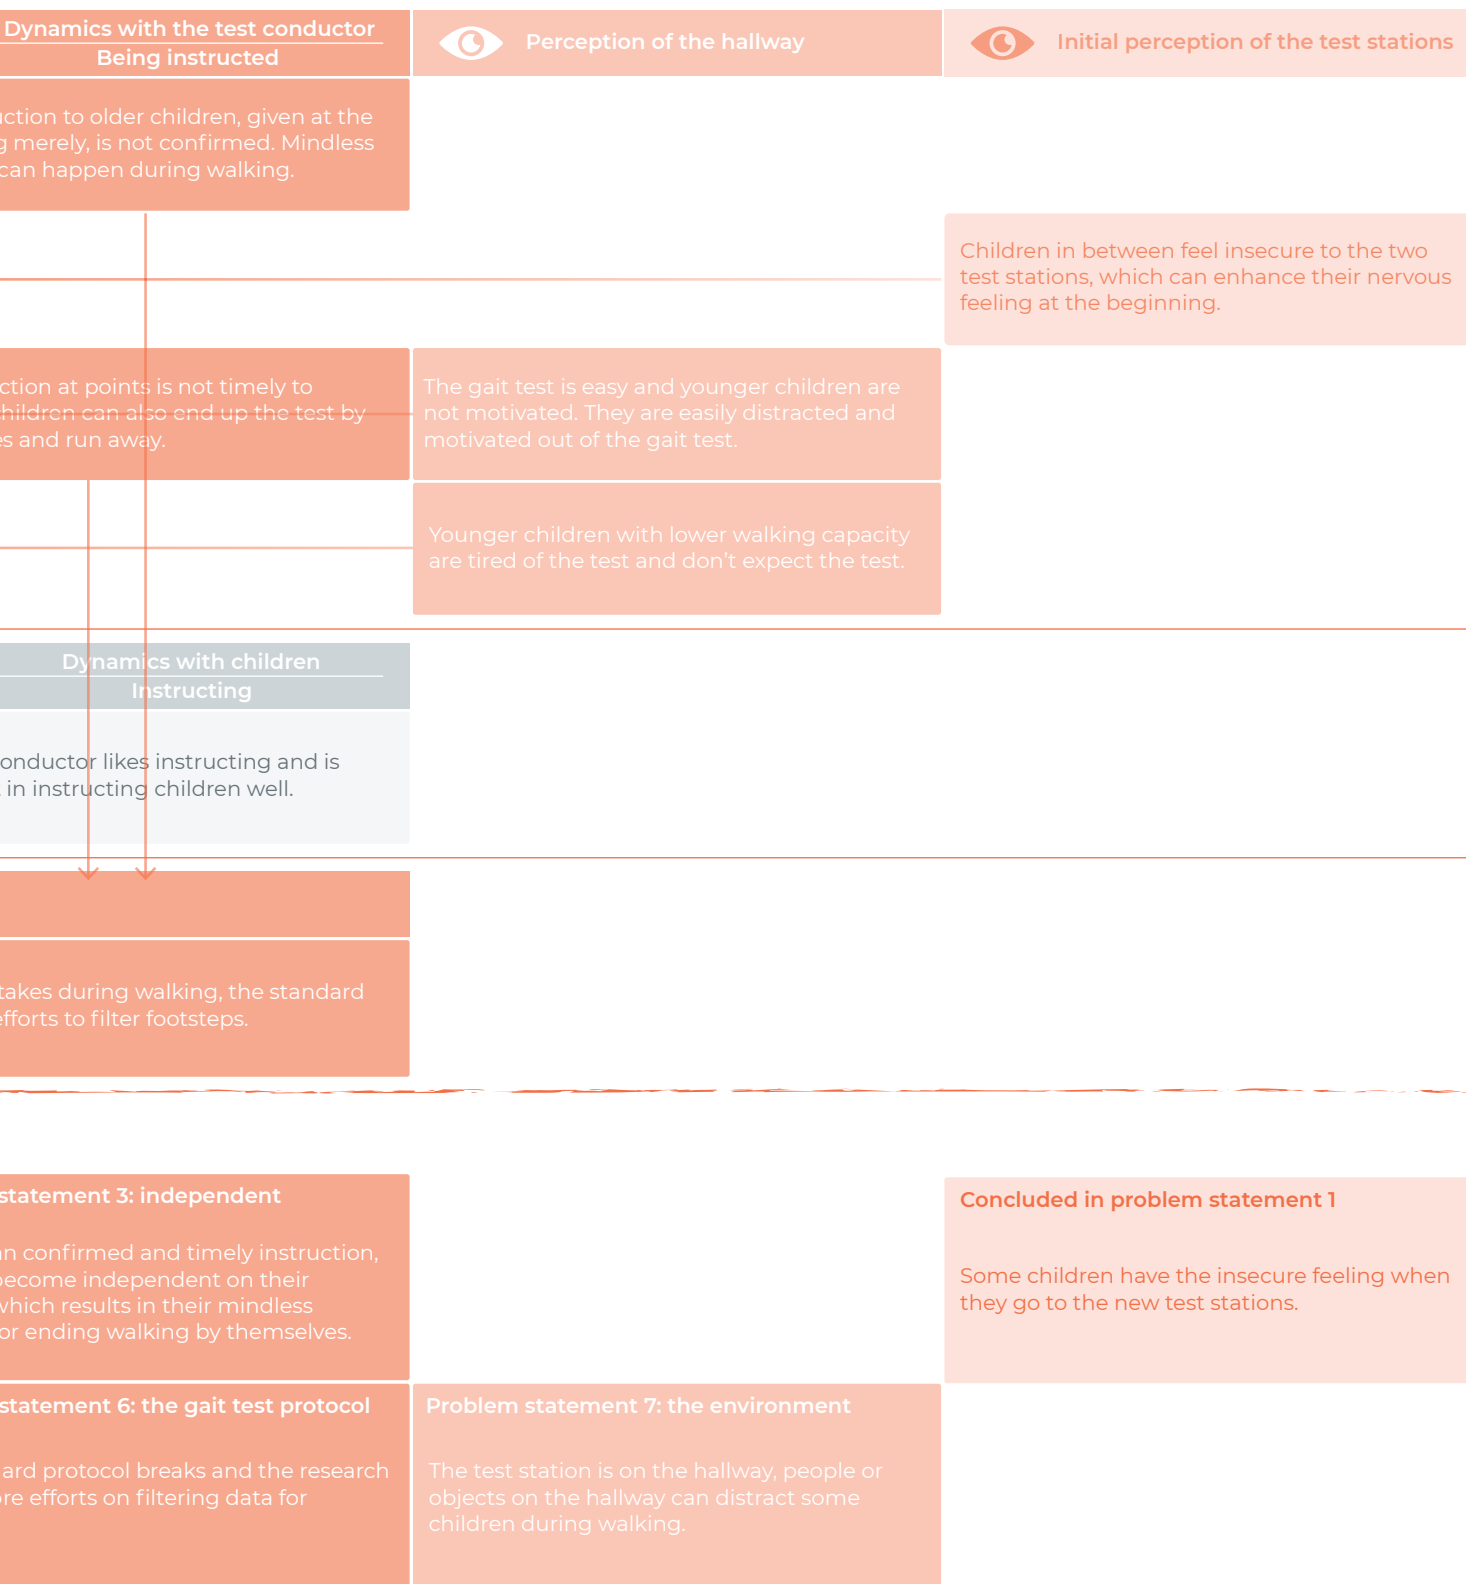 Dynamics with the test conductor
Being instructed
Perception of the hallway
Initial perception of the test stations
uction to older children, given at the
g merely, is not confirmed. Mindless
can happen during walking.
Children in between feel insecure to the two
test stations, which can enhance their nervous
feeling at the beginning.
ction at points is not timely to
children can also end up the test by
es and run away.
The gait test is easy and younger children are
not motivated. They are easily distracted and
motivated out of the gait test.
Younger children with lower walking capacity
are tired of the test and don't expect the test.
Dynamics with children
Instructing
onductor likes instructing and is
in instructing children well.
takes during walking, the standard
efforts to filter footsteps.
statement 3: independent
an confirmed and timely instruction,
become independent on their
which results in their mindless
or ending walking by themselves.
Concluded in problem statement 1
Some children have the insecure feeling when
they go to the new test stations.
statement 6: the gait test protocol
ard protocol breaks and the research
ore efforts on filtering data for
Problem statement 7: the environment
The test station is on the hallway, people or
objects on the hallway can distract some
children during walking.